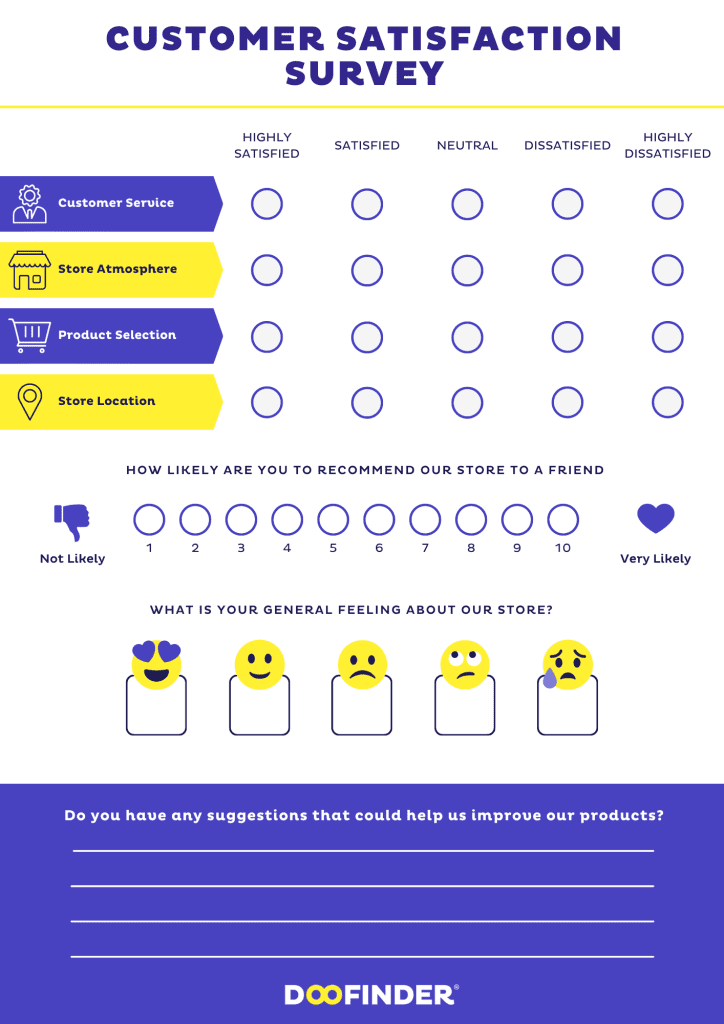 CUSTOMER SATISFACTION
SURVEY
HIGHLY
SATISFIED
SATISFIED
NEUTRAL
DISSATISFIED
HIGHLY
DISSATISFIED
Customer Service
Store Atmosphere
Product Selection
Store Location
HOW LIKELY ARE YOU TO RECOMMEND OUR STORE TO A FRIEND
Not Likely
1 2 3 4 5 6 7 8 9 10
Very Likely
WHAT IS YOUR GENERAL FEELING ABOUT OUR STORE?
Do you have any suggestions that could help us improve our products?
DOOFINDER®